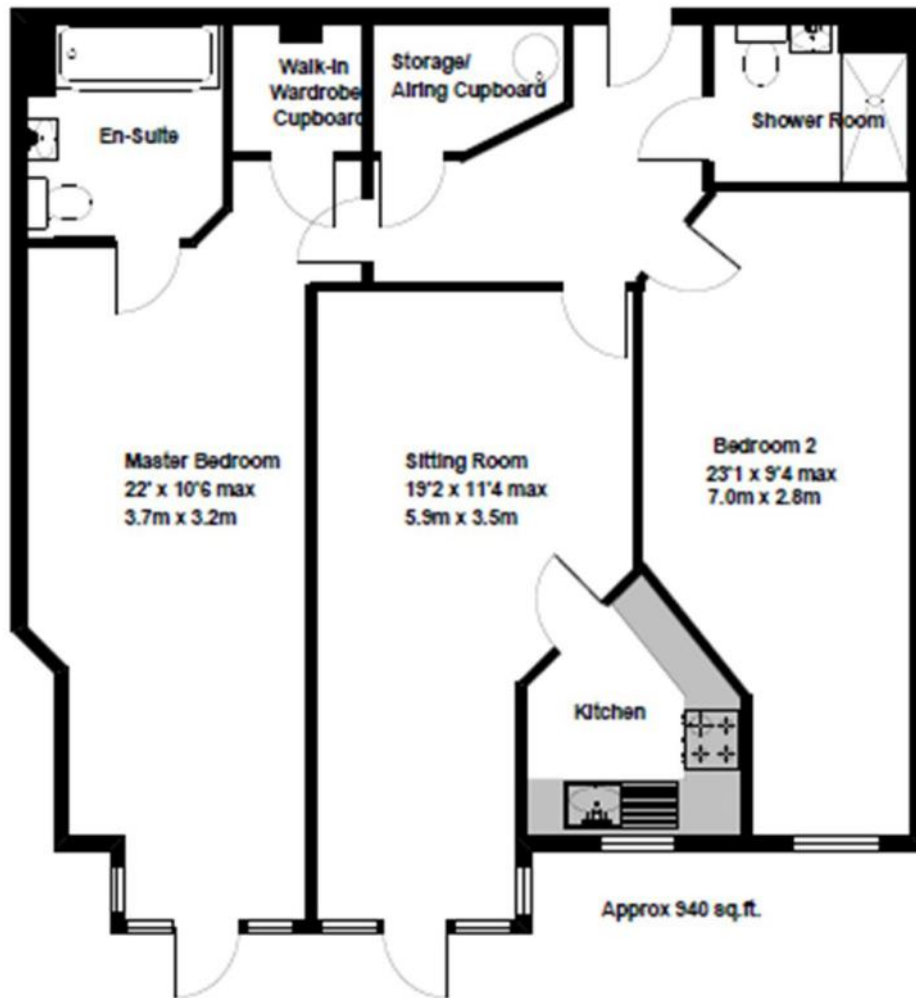 Walk-in
Wardrobe
Cupboard
Storage/
Airing Cupboard
Shower Room
En-Suite
Master Bedroom
22' x 10'6 max
3.7m x 3.2m
Sitting Room
19'2 x 11'4 max
5.9m x 3.5m
Bedroom 2
23'1 x 9'4 max
7.0m x 2.8m
Kitchen
Approx 940 sq.ft.